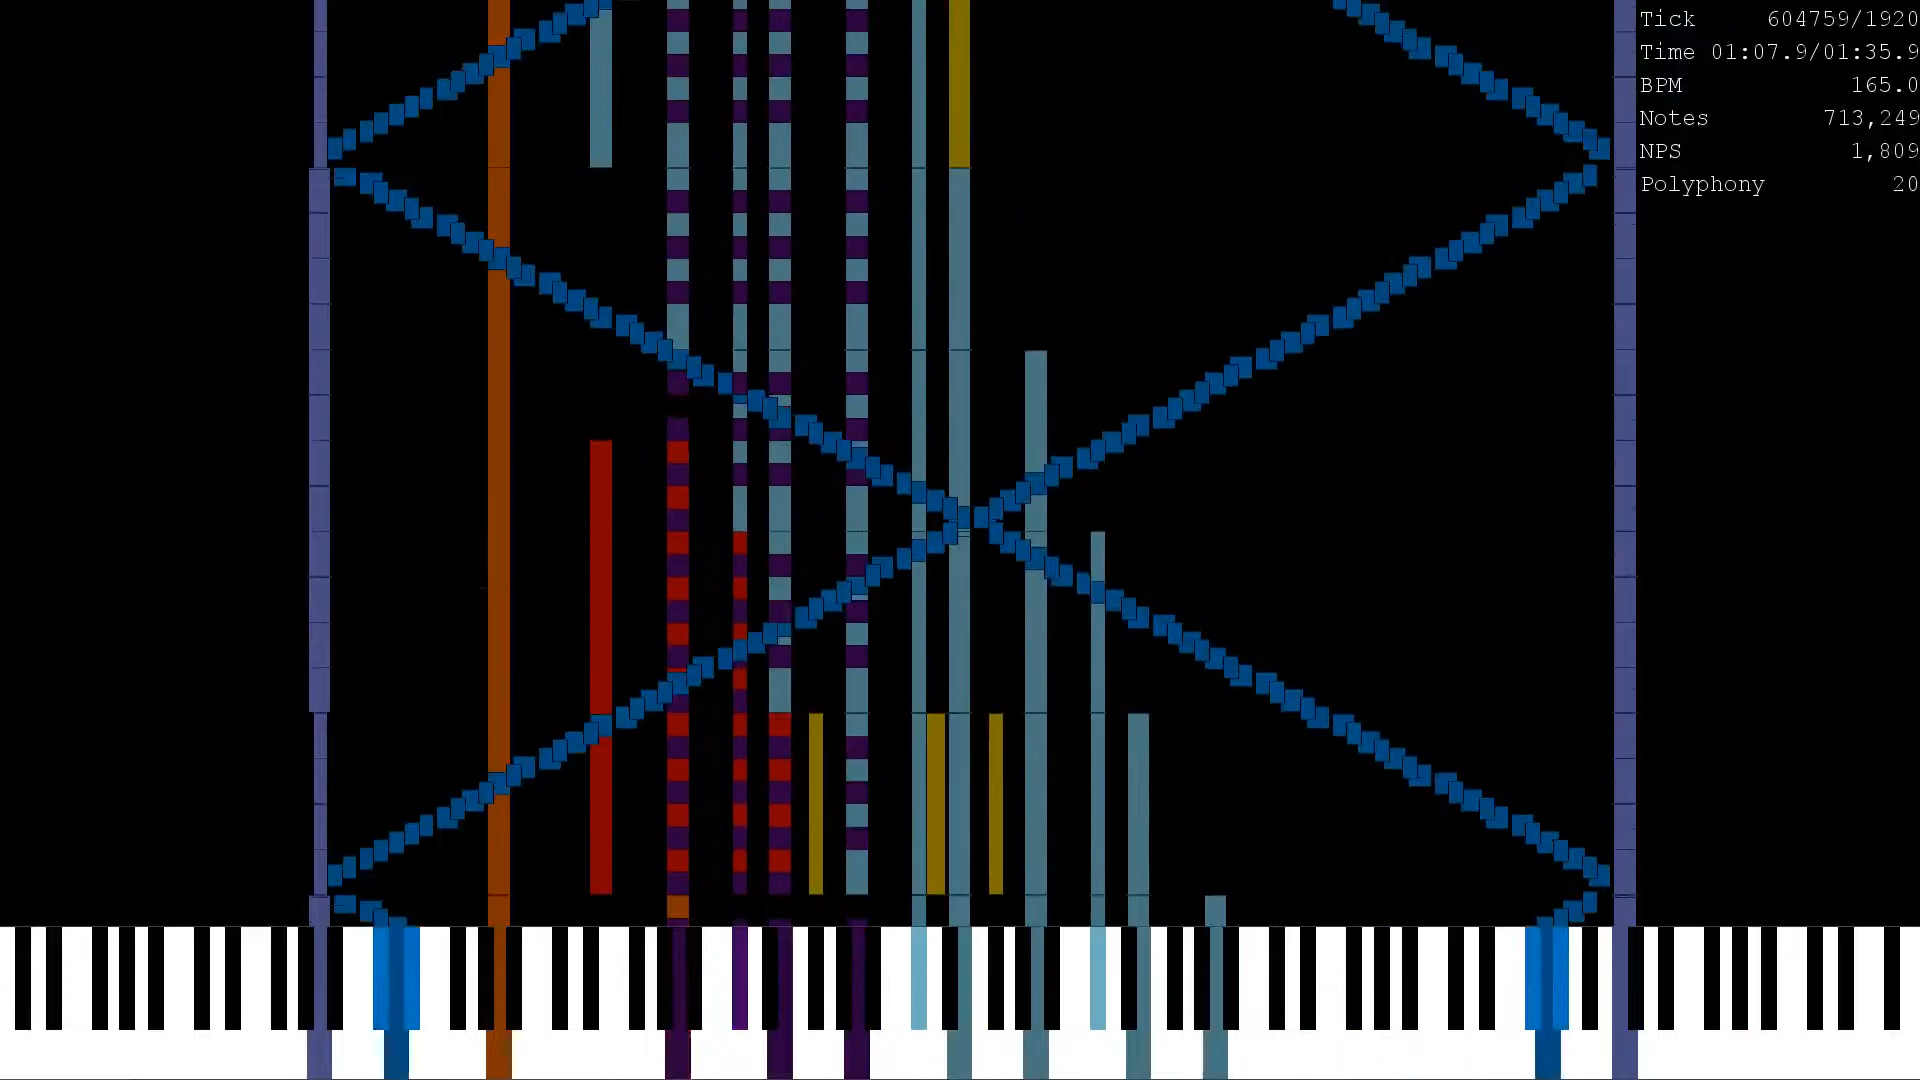 Tick 604759/1920
Time 01:07.9/01:35.9
BPM 165.0
Notes 713,249
NPS 1,809
Polyphony 20